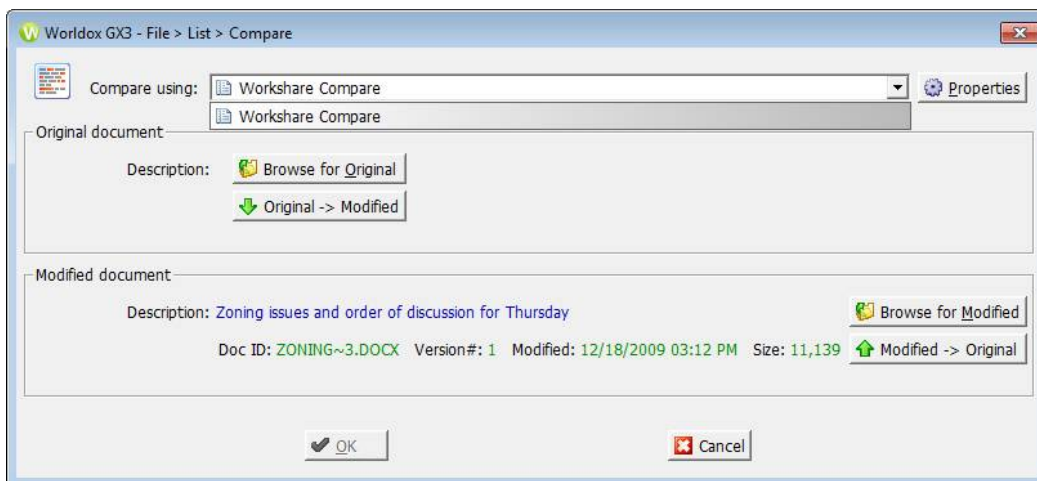 Worldox GX3 - File > List > Compare
Compare using: Workshare Compare Properties
Workshare Compare
Original document
Description: Browse for Original
Original -> Modified
Modified document
Description: Zoning issues and order of discussion for Thursday Browse for Modified
Doc ID: ZONING~3.DOCX Version#: 1 Modified: 12/18/2009 03:12 PM Size: 11,139 Modified -> Original
OK Cancel